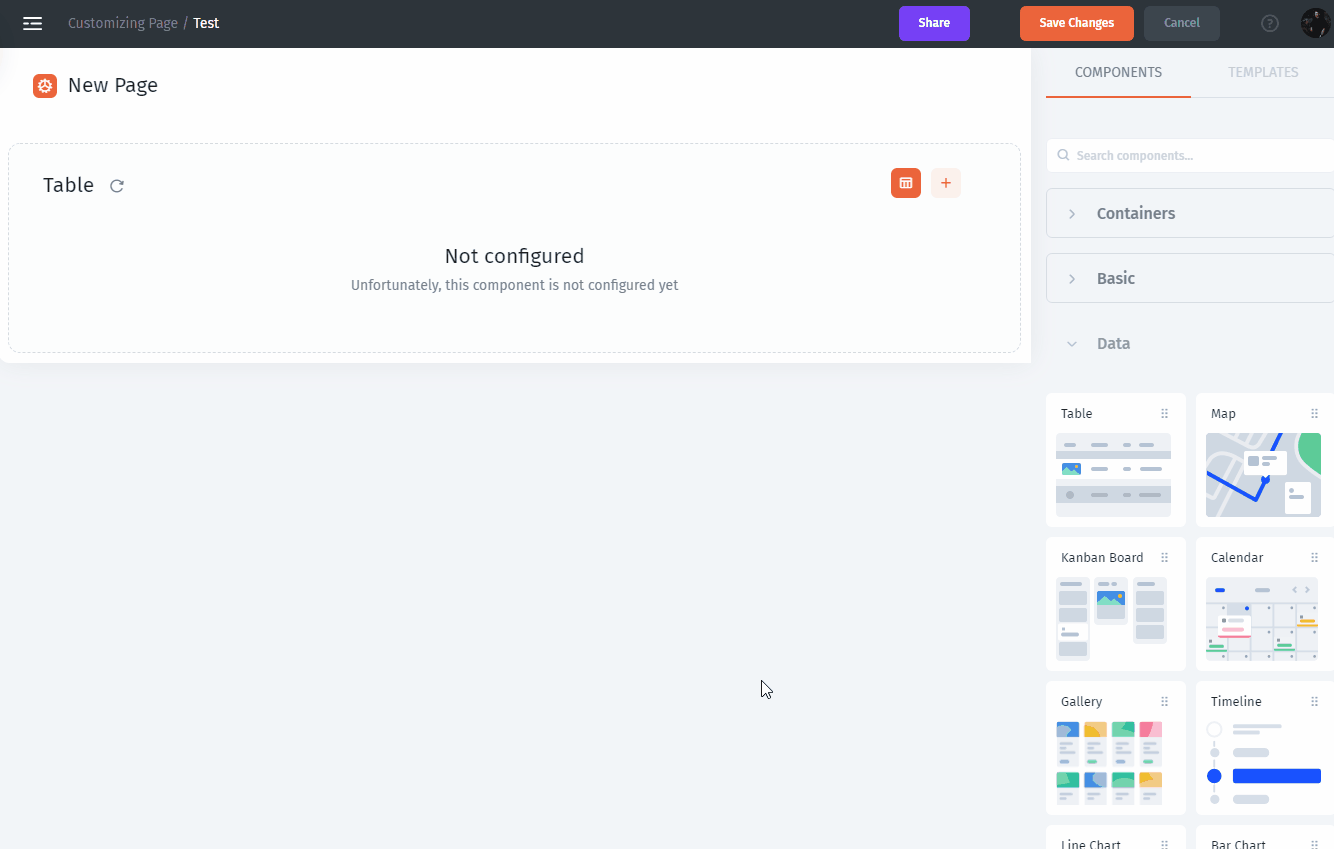 Customizing Page / Test
Share
Save Changes
Cancel
?
New Page
COMPONENTS
TEMPLATES
Search components...
Table
+
Not configured
Unfortunately, this component is not configured yet
Containers
Basic
Data
Table
Map
Kanban Board
Calendar
Gallery
Timeline
Line Chart
Bar Chart